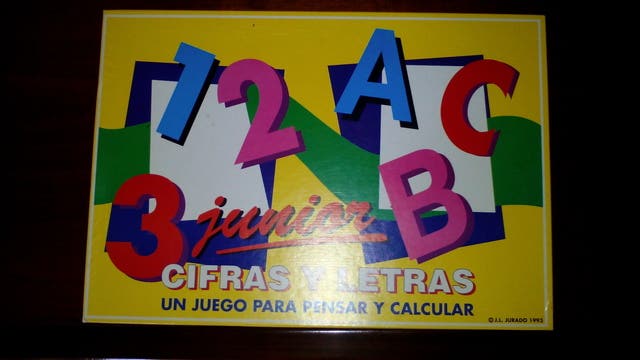 1 2 A C
3 junior B
CIFRAS Y LETRAS
UN JUEGO PARA PENSAR Y CALCULAR
© J.L. JURADO 1993